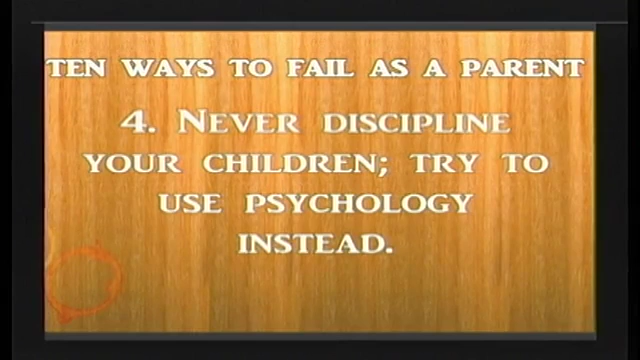 TEN WAYS TO FAIL AS A PARENT
4. NEVER DISCIPLINE
YOUR CHILDREN; TRY TO
USE PSYCHOLOGY
INSTEAD.